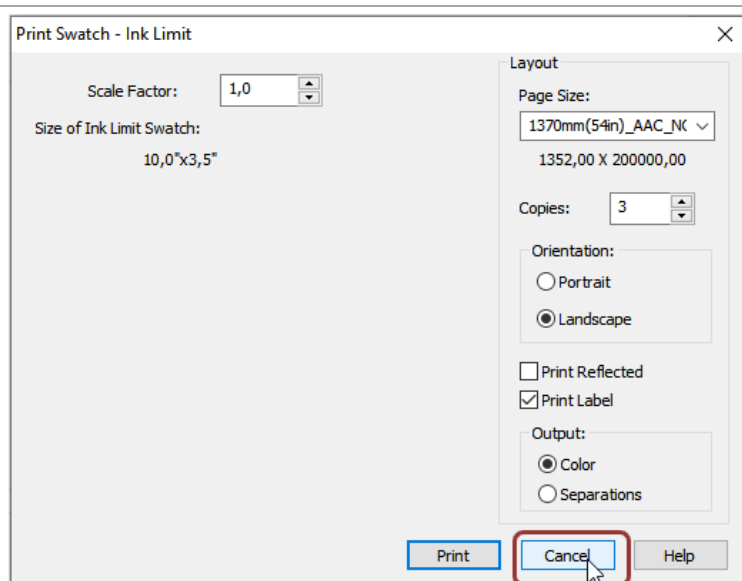 Print Swatch - Ink Limit
Scale Factor: 1,0
Size of Ink Limit Swatch:
10,0"x3,5"
Layout
Page Size:
1370mm(54in)_AAC_N(
1352,00 X 200000,00
Copies: 3
Orientation:
Portrait
Landscape
Print Reflected
Print Label
Output:
Color
Separations
Print Cancel Help